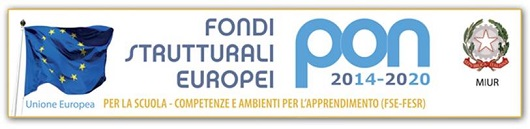 FONDI
STRUTTURALI
EUROPEI
pon
2014-2020
MIUR
Unione Europea
PER LA SCUOLA - COMPETENZE E AMBIENTI PER L'APPRENDIMENTO (FSE-FESR)